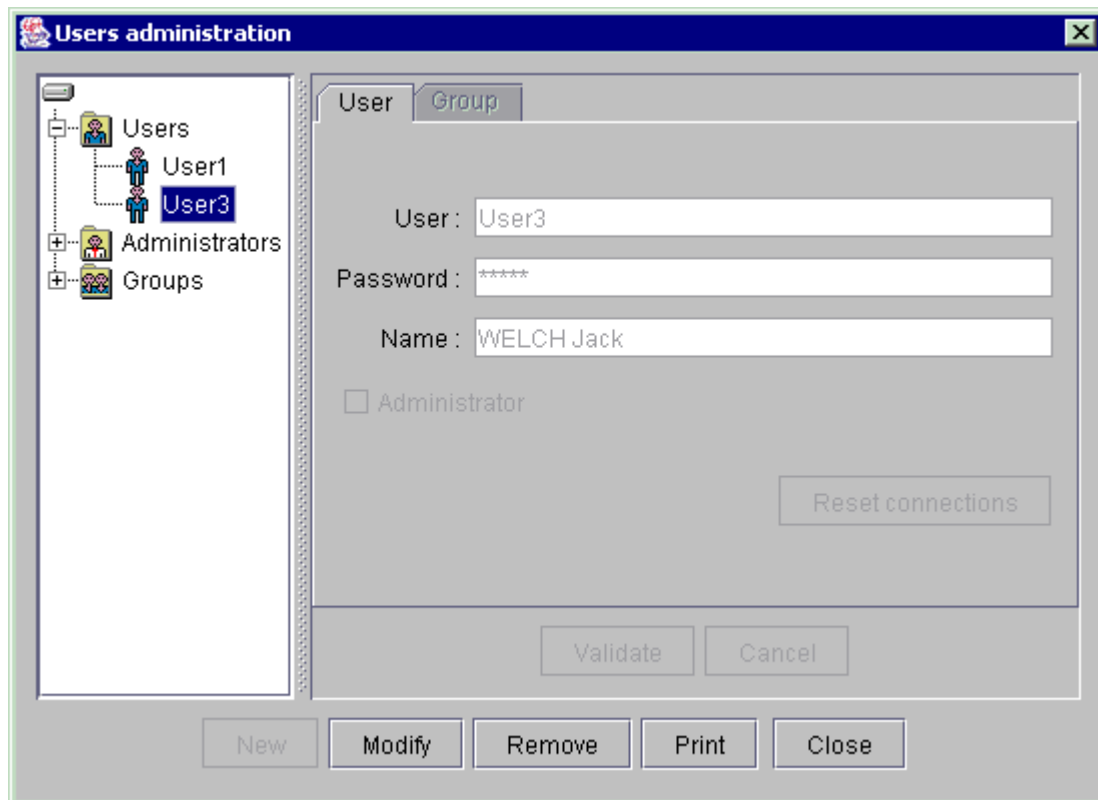 Users administration
Users
User1
User3
Administrators
Groups
User Group
User : User3
Password : *****
Name : WELCH Jack
Administrator
Reset connections
Validate Cancel
New Modify Remove Print Close